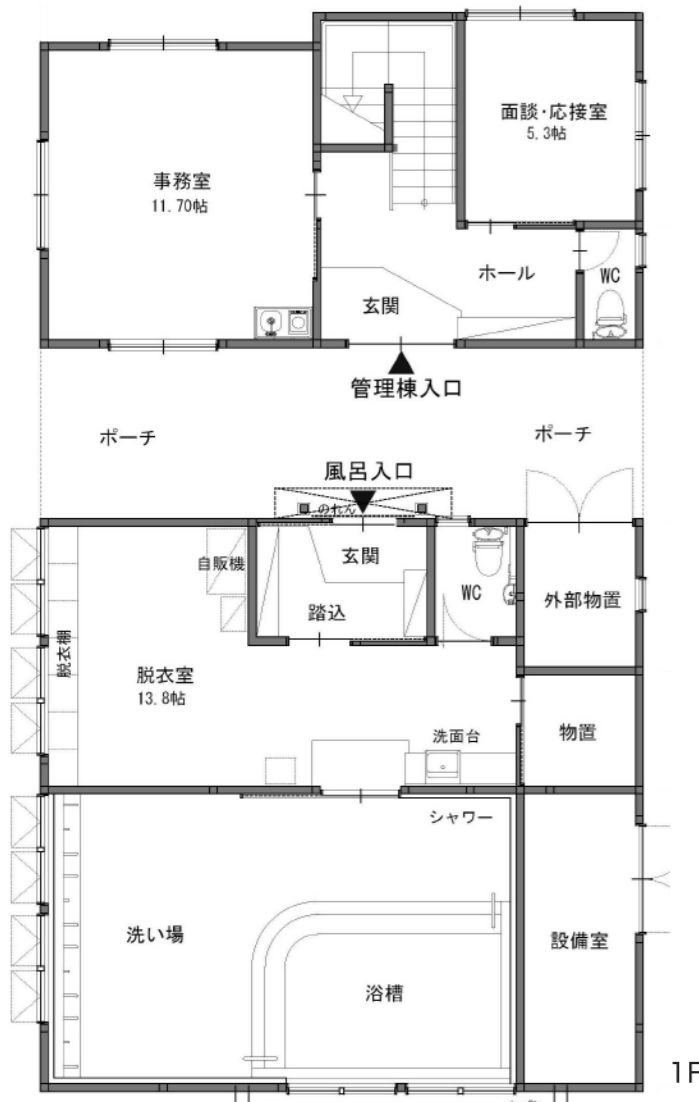 面談・応接室
5.3帖
事務室
11.70帖
ホール
WC
玄関
管理棟入口
ポーチ
ポーチ
風呂入口
のれん
自販機
玄関
WC
外部物置
踏込
脱衣棚
脱衣室
13.8帖
洗面台
物置
シャワー
洗い場
浴槽
設備室
1F